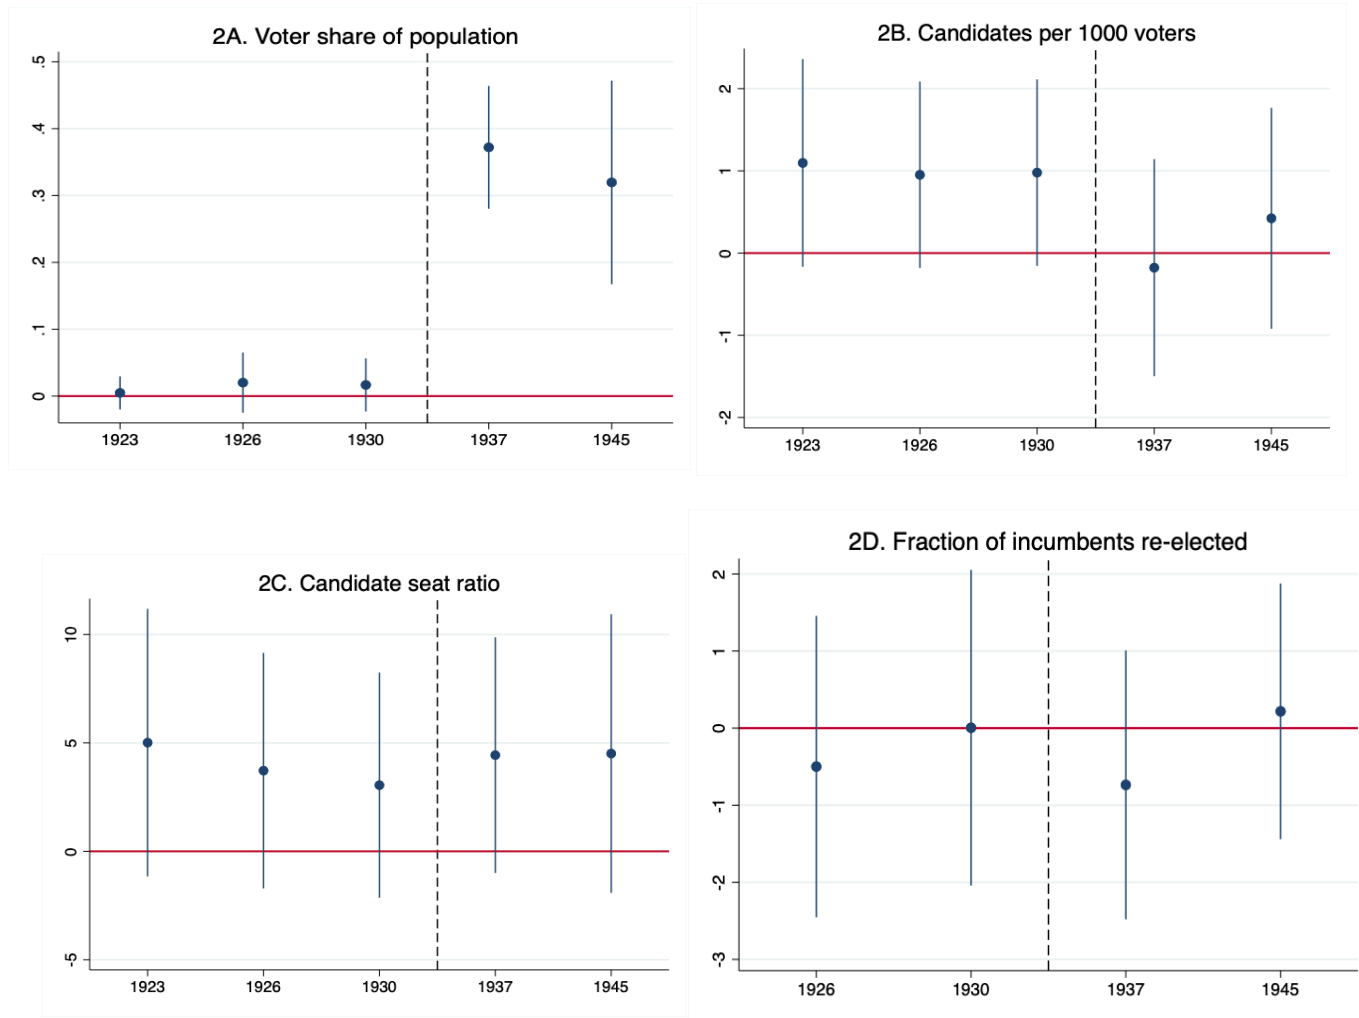 2A. Voter share of population
.5
.4
.3
.2
.1
0
1923 1926 1930 1937 1945
2B. Candidates per 1000 voters
2
1
0
-1
-2
1923 1926 1930 1937 1945
2C. Candidate seat ratio
10
5
0
-5
1923 1926 1930 1937 1945
2D. Fraction of incumbents re-elected
2
1
0
-1
-2
-3
1926 1930 1937 1945